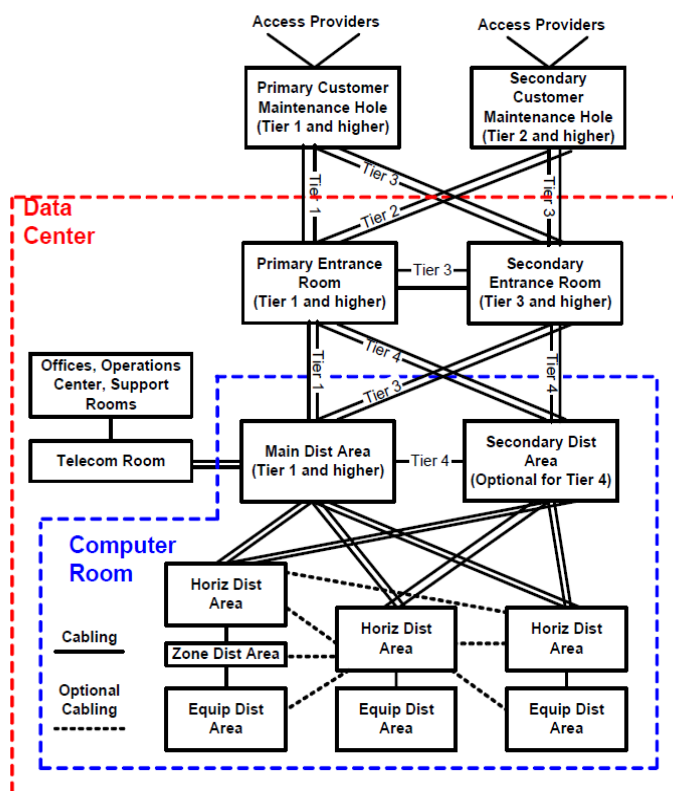 Access Providers
Access Providers
Primary Customer
Maintenance Hole
(Tier 1 and higher)
Secondary
Customer
Maintenance Hole
(Tier 2 and higher)
Tier 1
Tier 3
Tier 2
Tier 3
Data
Center
Primary Entrance
Room
(Tier 1 and higher)
Tier 3
Secondary
Entrance Room
(Tier 3 and higher)
Tier 1
Tier 4
Tier 3
Tier 4
Offices, Operations
Center, Support
Rooms
Telecom Room
Main Dist Area
(Tier 1 and higher)
Tier 4
Secondary Dist
Area
(Optional for Tier 4)
Computer
Room
Horiz Dist
Area
Horiz Dist
Area
Horiz Dist
Area
Cabling
Zone Dist Area
Optional
Cabling
Equip Dist
Area
Equip Dist
Area
Equip Dist
Area